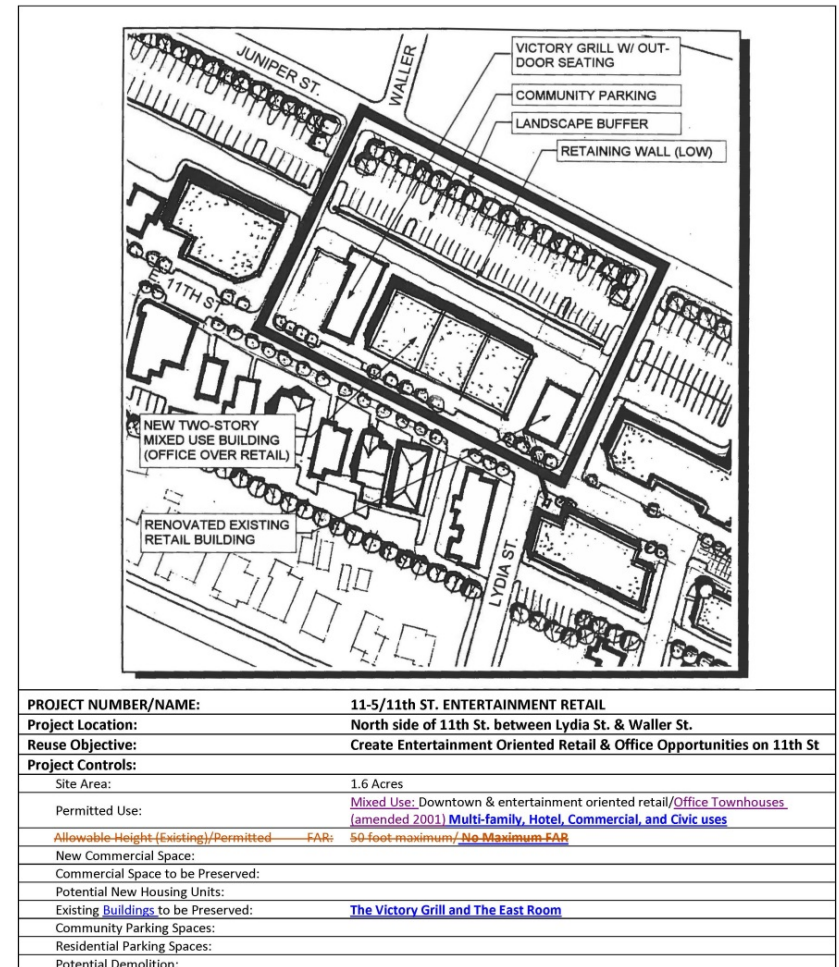 JUNIPER ST.
WALLER
VICTORY GRILL W/ OUT-
DOOR SEATING
COMMUNITY PARKING
LANDSCAPE BUFFER
RETAINING WALL (LOW)
E. 11TH ST.
NEW TWO-STORY
MIXED USE BUILDING
(OFFICE OVER RETAIL)
RENOVATED EXISTING
RETAIL BUILDING
LYDIA ST.
PROJECT NUMBER/NAME: 11-5/11th ST. ENTERTAINMENT RETAIL
Project Location: North side of 11th St. between Lydia St. & Waller St.
Reuse Objective: Create Entertainment Oriented Retail & Office Opportunities on 11th St
Project Controls:
Site Area: 1.6 Acres
Permitted Use: Mixed Use: Downtown & entertainment oriented retail/Office Townhouses
(amended 2001) Multi-family, Hotel, Commercial, and Civic uses
Allowable Height (Existing)/Permitted FAR: 50 foot maximum/ No Maximum FAR
New Commercial Space:
Commercial Space to be Preserved:
Potential New Housing Units:
Existing Buildings to be Preserved: The Victory Grill and The East Room
Community Parking Spaces:
Residential Parking Spaces:
Potential Demolition: